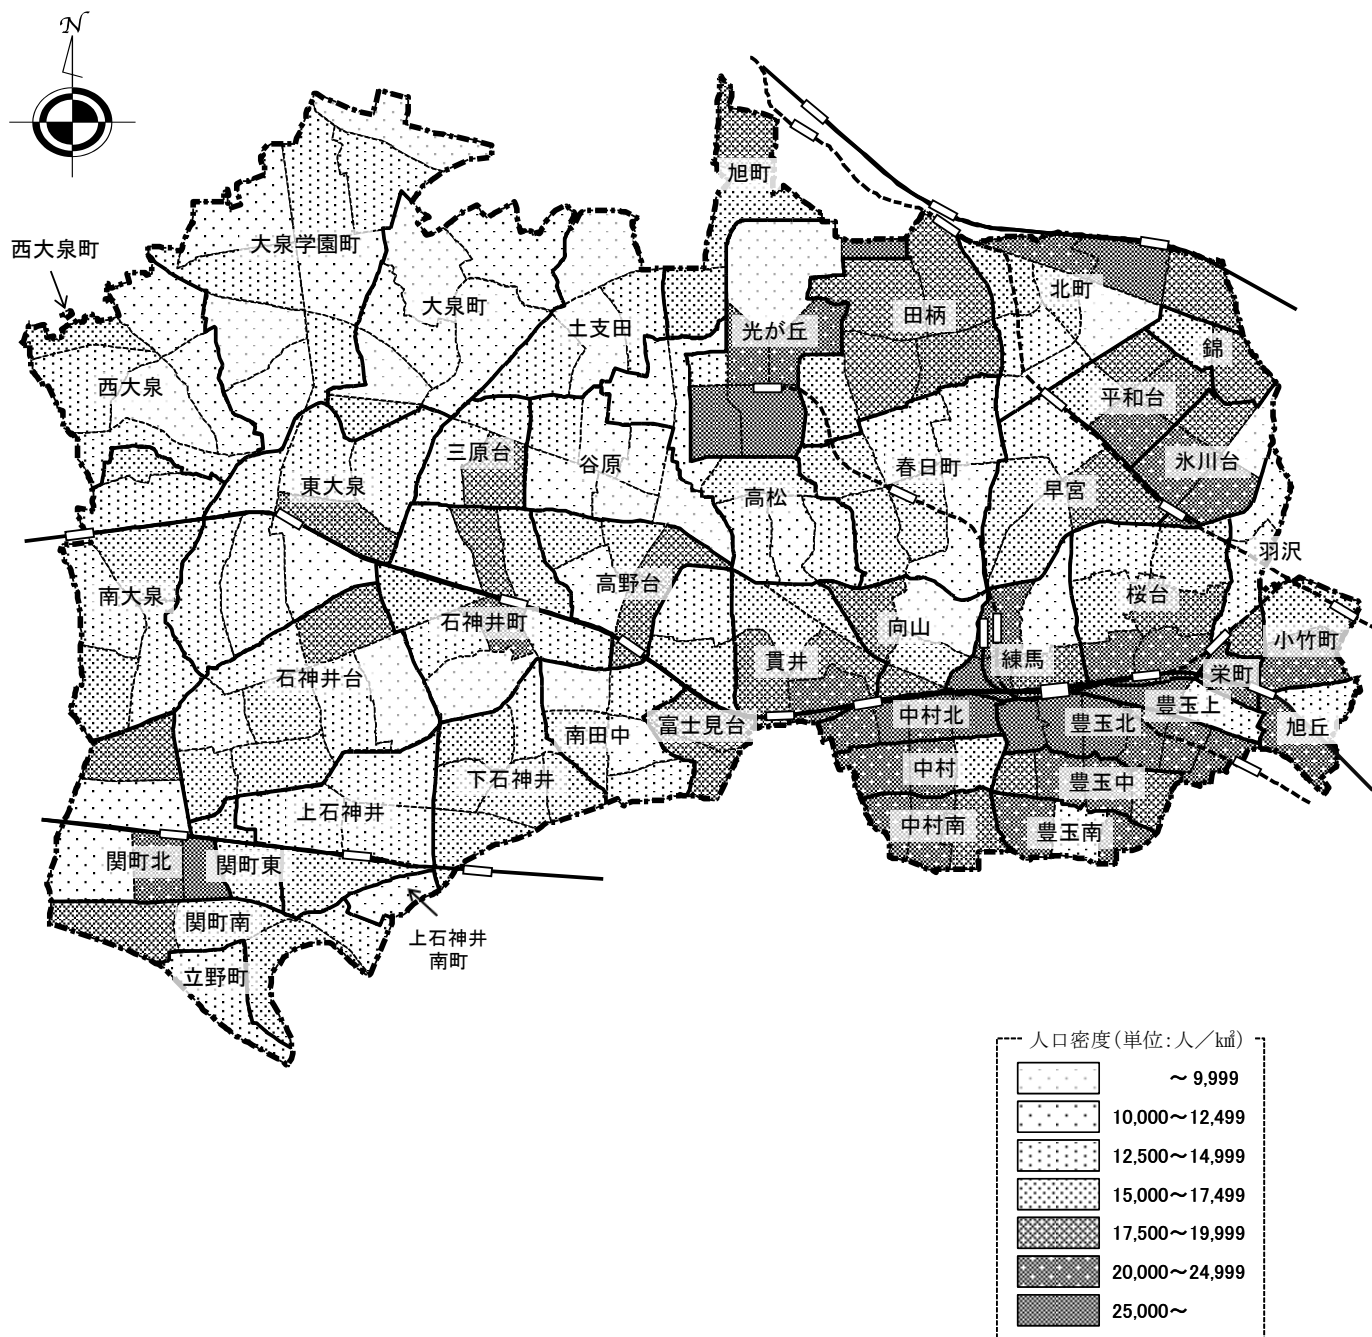 N
旭町
西大泉町
大泉学園町
大泉町
土支田
光が丘
田柄
北町
錦
西大泉
平和台
三原台
谷原
春日町
氷川台
東大泉
高松
早宮
羽沢
南大泉
高野台
桜台
石神井町
向山
小竹町
石神井台
貫井
練馬
栄町
富士見台
中村北
豊玉北
豊玉上
旭丘
南田中
下石神井
中村
豊玉中
上石神井
中村南
豊玉南
関町北
関町東
関町南
上石神井
南町
立野町
人口密度(単位:人／k㎡)
～9,999
10,000～12,499
12,500～14,999
15,000～17,499
17,500～19,999
20,000～24,999
25,000～